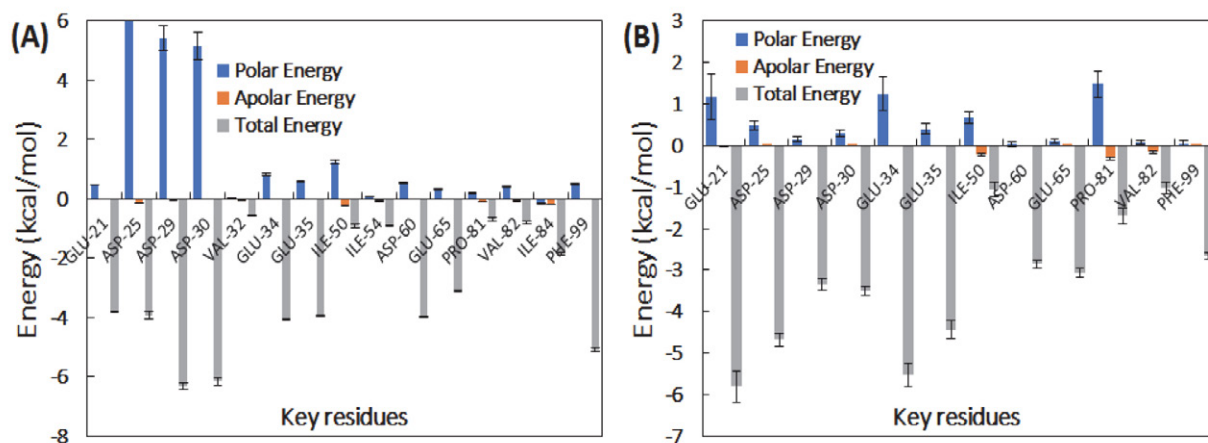 (A)
Energy (kcal/mol)
6
4
2
0
-2
-4
-6
-8
Polar Energy
Apolar Energy
Total Energy
GLU-21
ASP-25
ASP-29
ASP-30
VAL-32
GLU-34
GLU-35
ILE-50
ILE-54
ASP-60
GLU-65
PRO-81
VAL-82
ILE-84
PHE-99
Key residues
(B)
Energy (kcal/mol)
3
2
1
0
-1
-2
-3
-4
-5
-6
-7
Polar Energy
Apolar Energy
Total Energy
GLU-21
ASP-25
ASP-29
ASP-30
GLU-34
GLU-35
ILE-50
ASP-60
GLU-65
PRO-81
VAL-82
PHE-99
Key residues